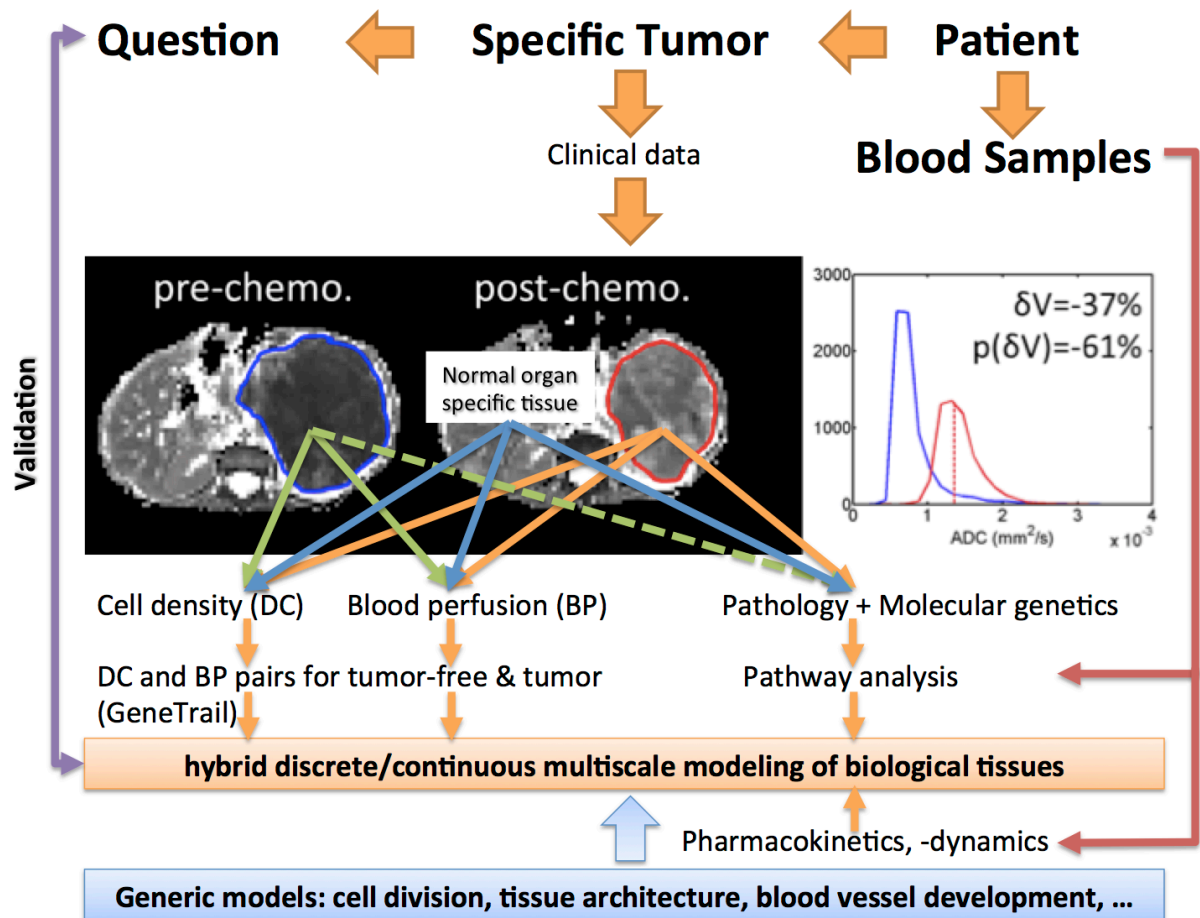 Question
Specific Tumor
Patient
Clinical data
Blood Samples
Validation
pre-chemo.
post-chemo.
Normal organ
specific tissue
3000
2000
1000
0
δV=-37%
p(δV)=-61%
0 1 2 3 4
ADC (mm²/s)
x 10⁻³
Cell density (DC)
Blood perfusion (BP)
Pathology + Molecular genetics
DC and BP pairs for tumor-free & tumor
(GeneTrail)
Pathway analysis
hybrid discrete/continuous multiscale modeling of biological tissues
Pharmacokinetics, -dynamics
Generic models: cell division, tissue architecture, blood vessel development, ...